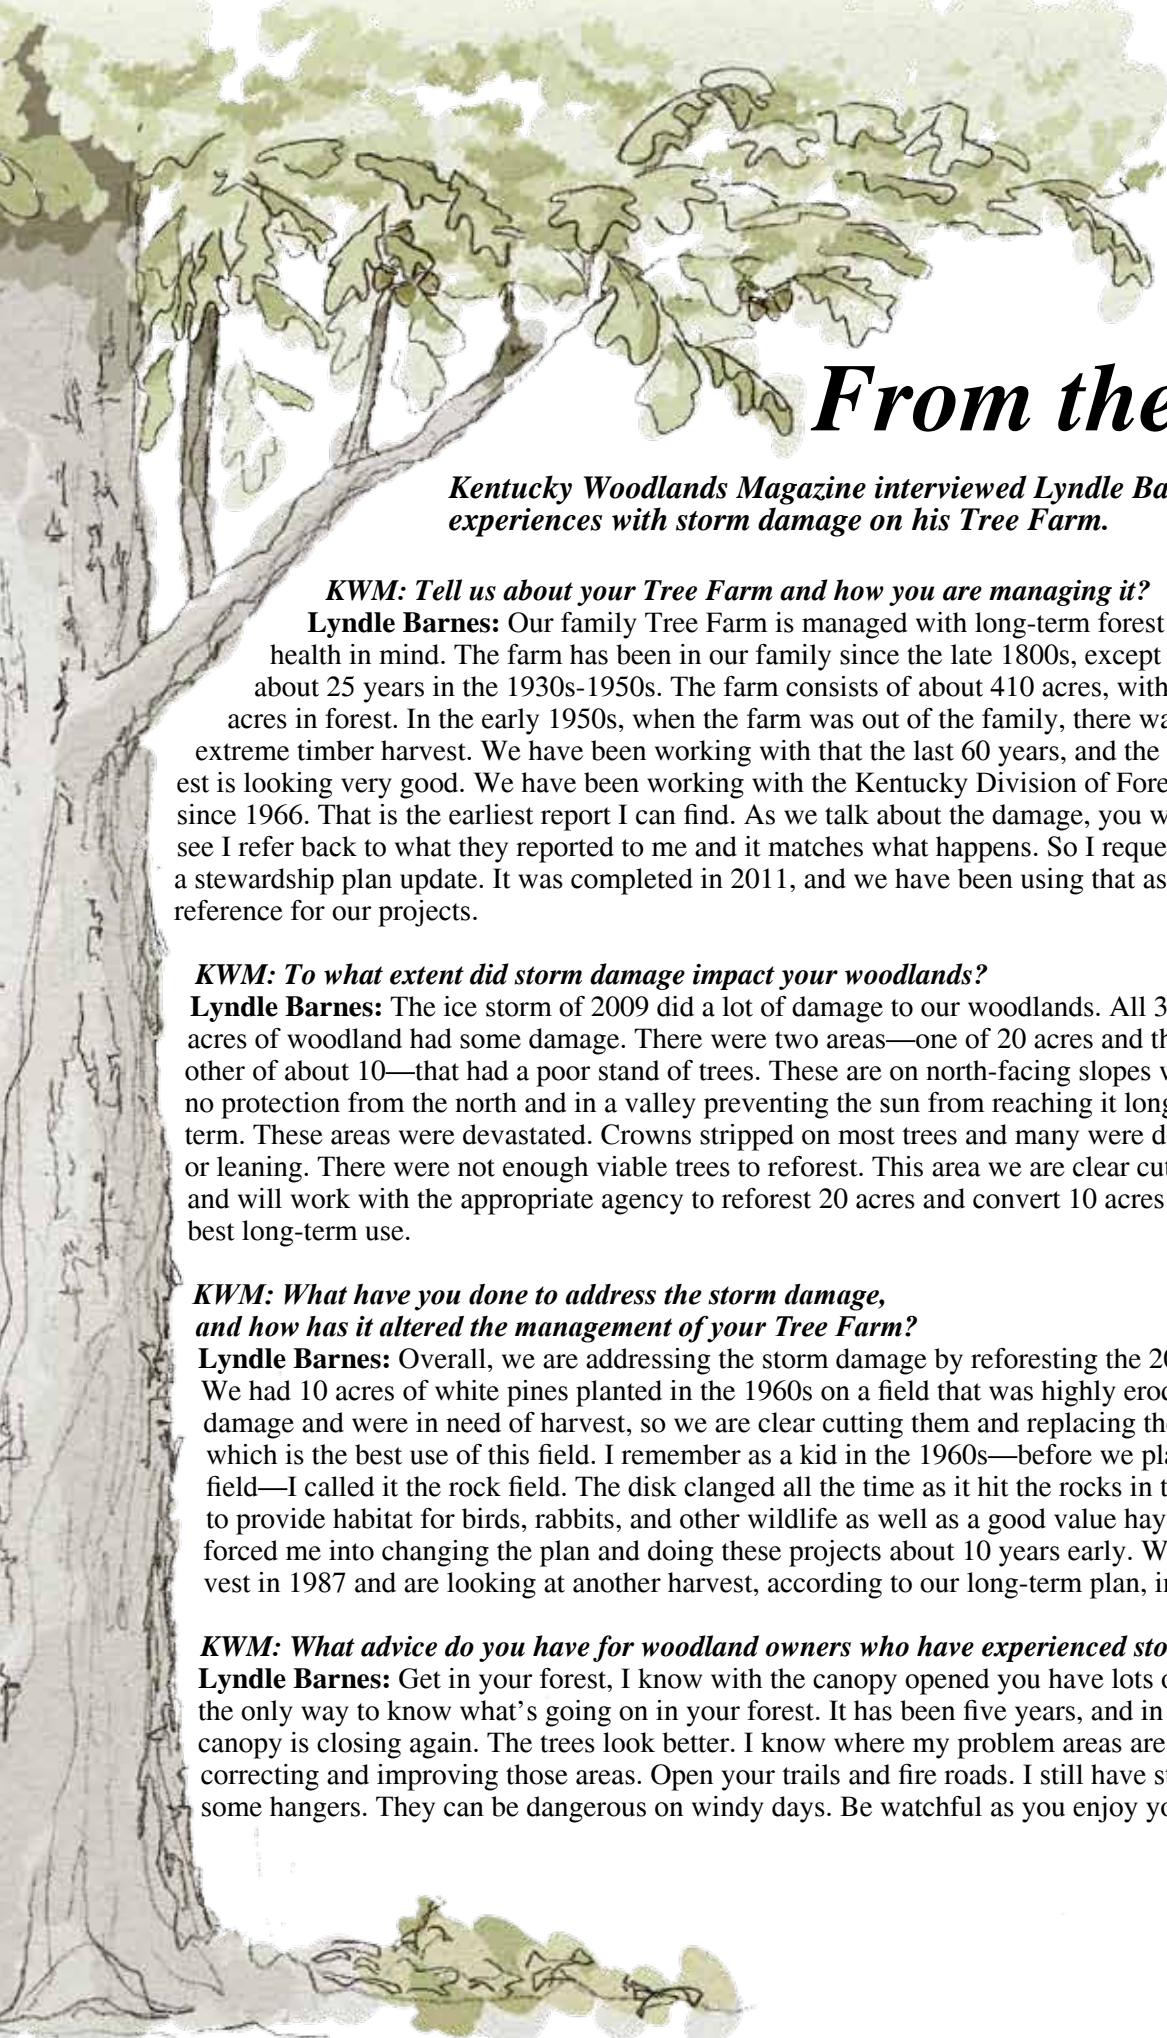 From the
Kentucky Woodlands Magazine interviewed Lyndle Ba
experiences with storm damage on his Tree Farm.
KWM: Tell us about your Tree Farm and how you are managing it?
Lyndle Barnes: Our family Tree Farm is managed with long-term forest
health in mind. The farm has been in our family since the late 1800s, except
about 25 years in the 1930s-1950s. The farm consists of about 410 acres, with
acres in forest. In the early 1950s, when the farm was out of the family, there wa
extreme timber harvest. We have been working with that the last 60 years, and the
est is looking very good. We have been working with the Kentucky Division of Fore
since 1966. That is the earliest report I can find. As we talk about the damage, you w
see I refer back to what they reported to me and it matches what happens. So I reque
a stewardship plan update. It was completed in 2011, and we have been using that as
reference for our projects.
KWM: To what extent did storm damage impact your woodlands?
Lyndle Barnes: The ice storm of 2009 did a lot of damage to our woodlands. All 3
acres of woodland had some damage. There were two areas—one of 20 acres and th
other of about 10—that had a poor stand of trees. These are on north-facing slopes w
no protection from the north and in a valley preventing the sun from reaching it long
term. These areas were devastated. Crowns stripped on most trees and many were d
or leaning. There were not enough viable trees to reforest. This area we are clear cut
and will work with the appropriate agency to reforest 20 acres and convert 10 acres
best long-term use.
KWM: What have you done to address the storm damage,
and how has it altered the management of your Tree Farm?
Lyndle Barnes: Overall, we are addressing the storm damage by reforesting the 20
We had 10 acres of white pines planted in the 1960s on a field that was highly erod
damage and were in need of harvest, so we are clear cutting them and replacing the
which is the best use of this field. I remember as a kid in the 1960s—before we pla
field—I called it the rock field. The disk clanged all the time as it hit the rocks in t
to provide habitat for birds, rabbits, and other wildlife as well as a good value hay
forced me into changing the plan and doing these projects about 10 years early. W
vest in 1987 and are looking at another harvest, according to our long-term plan, in
KWM: What advice do you have for woodland owners who have experienced sto
Lyndle Barnes: Get in your forest, I know with the canopy opened you have lots o
the only way to know what's going on in your forest. It has been five years, and in
canopy is closing again. The trees look better. I know where my problem areas are
correcting and improving those areas. Open your trails and fire roads. I still have s
some hangers. They can be dangerous on windy days. Be watchful as you enjoy yo